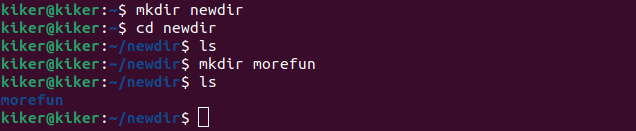 kiker@kiker:~$ mkdir newdir
kiker@kiker:~$ cd newdir
kiker@kiker:~/newdir$ ls
kiker@kiker:~/newdir$ mkdir morefun
kiker@kiker:~/newdir$ ls
morefun
kiker@kiker:~/newdir$